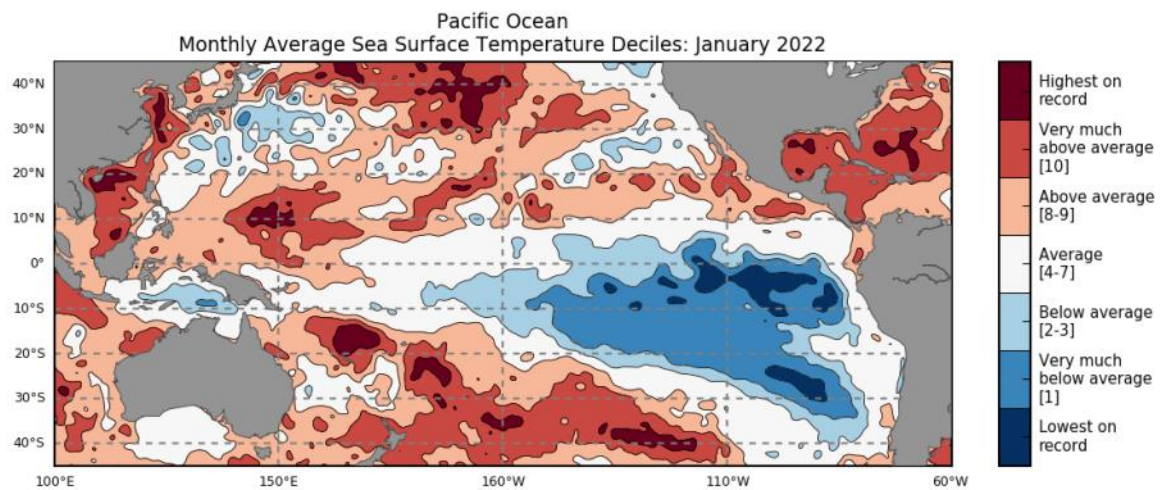 Pacific Ocean
Monthly Average Sea Surface Temperature Deciles: January 2022
40°N
30°N
20°N
10°N
0°
10°S
20°S
30°S
40°S
100°E
150°E
160°W
110°W
60°W
Highest on
record
Very much
above average
[10]
Above average
[8-9]
Average
[4-7]
Below average
[2-3]
Very much
below average
[1]
Lowest on
record